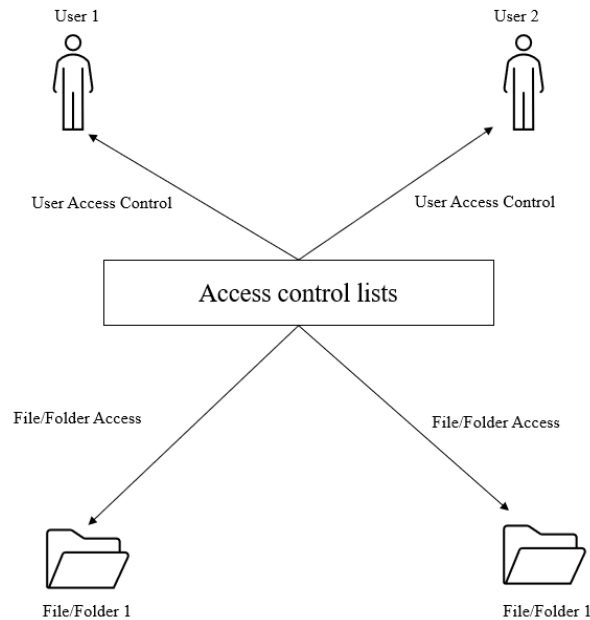 User 1
User 2
User Access Control
User Access Control
Access control lists
File/Folder Access
File/Folder Access
File/Folder 1
File/Folder 1